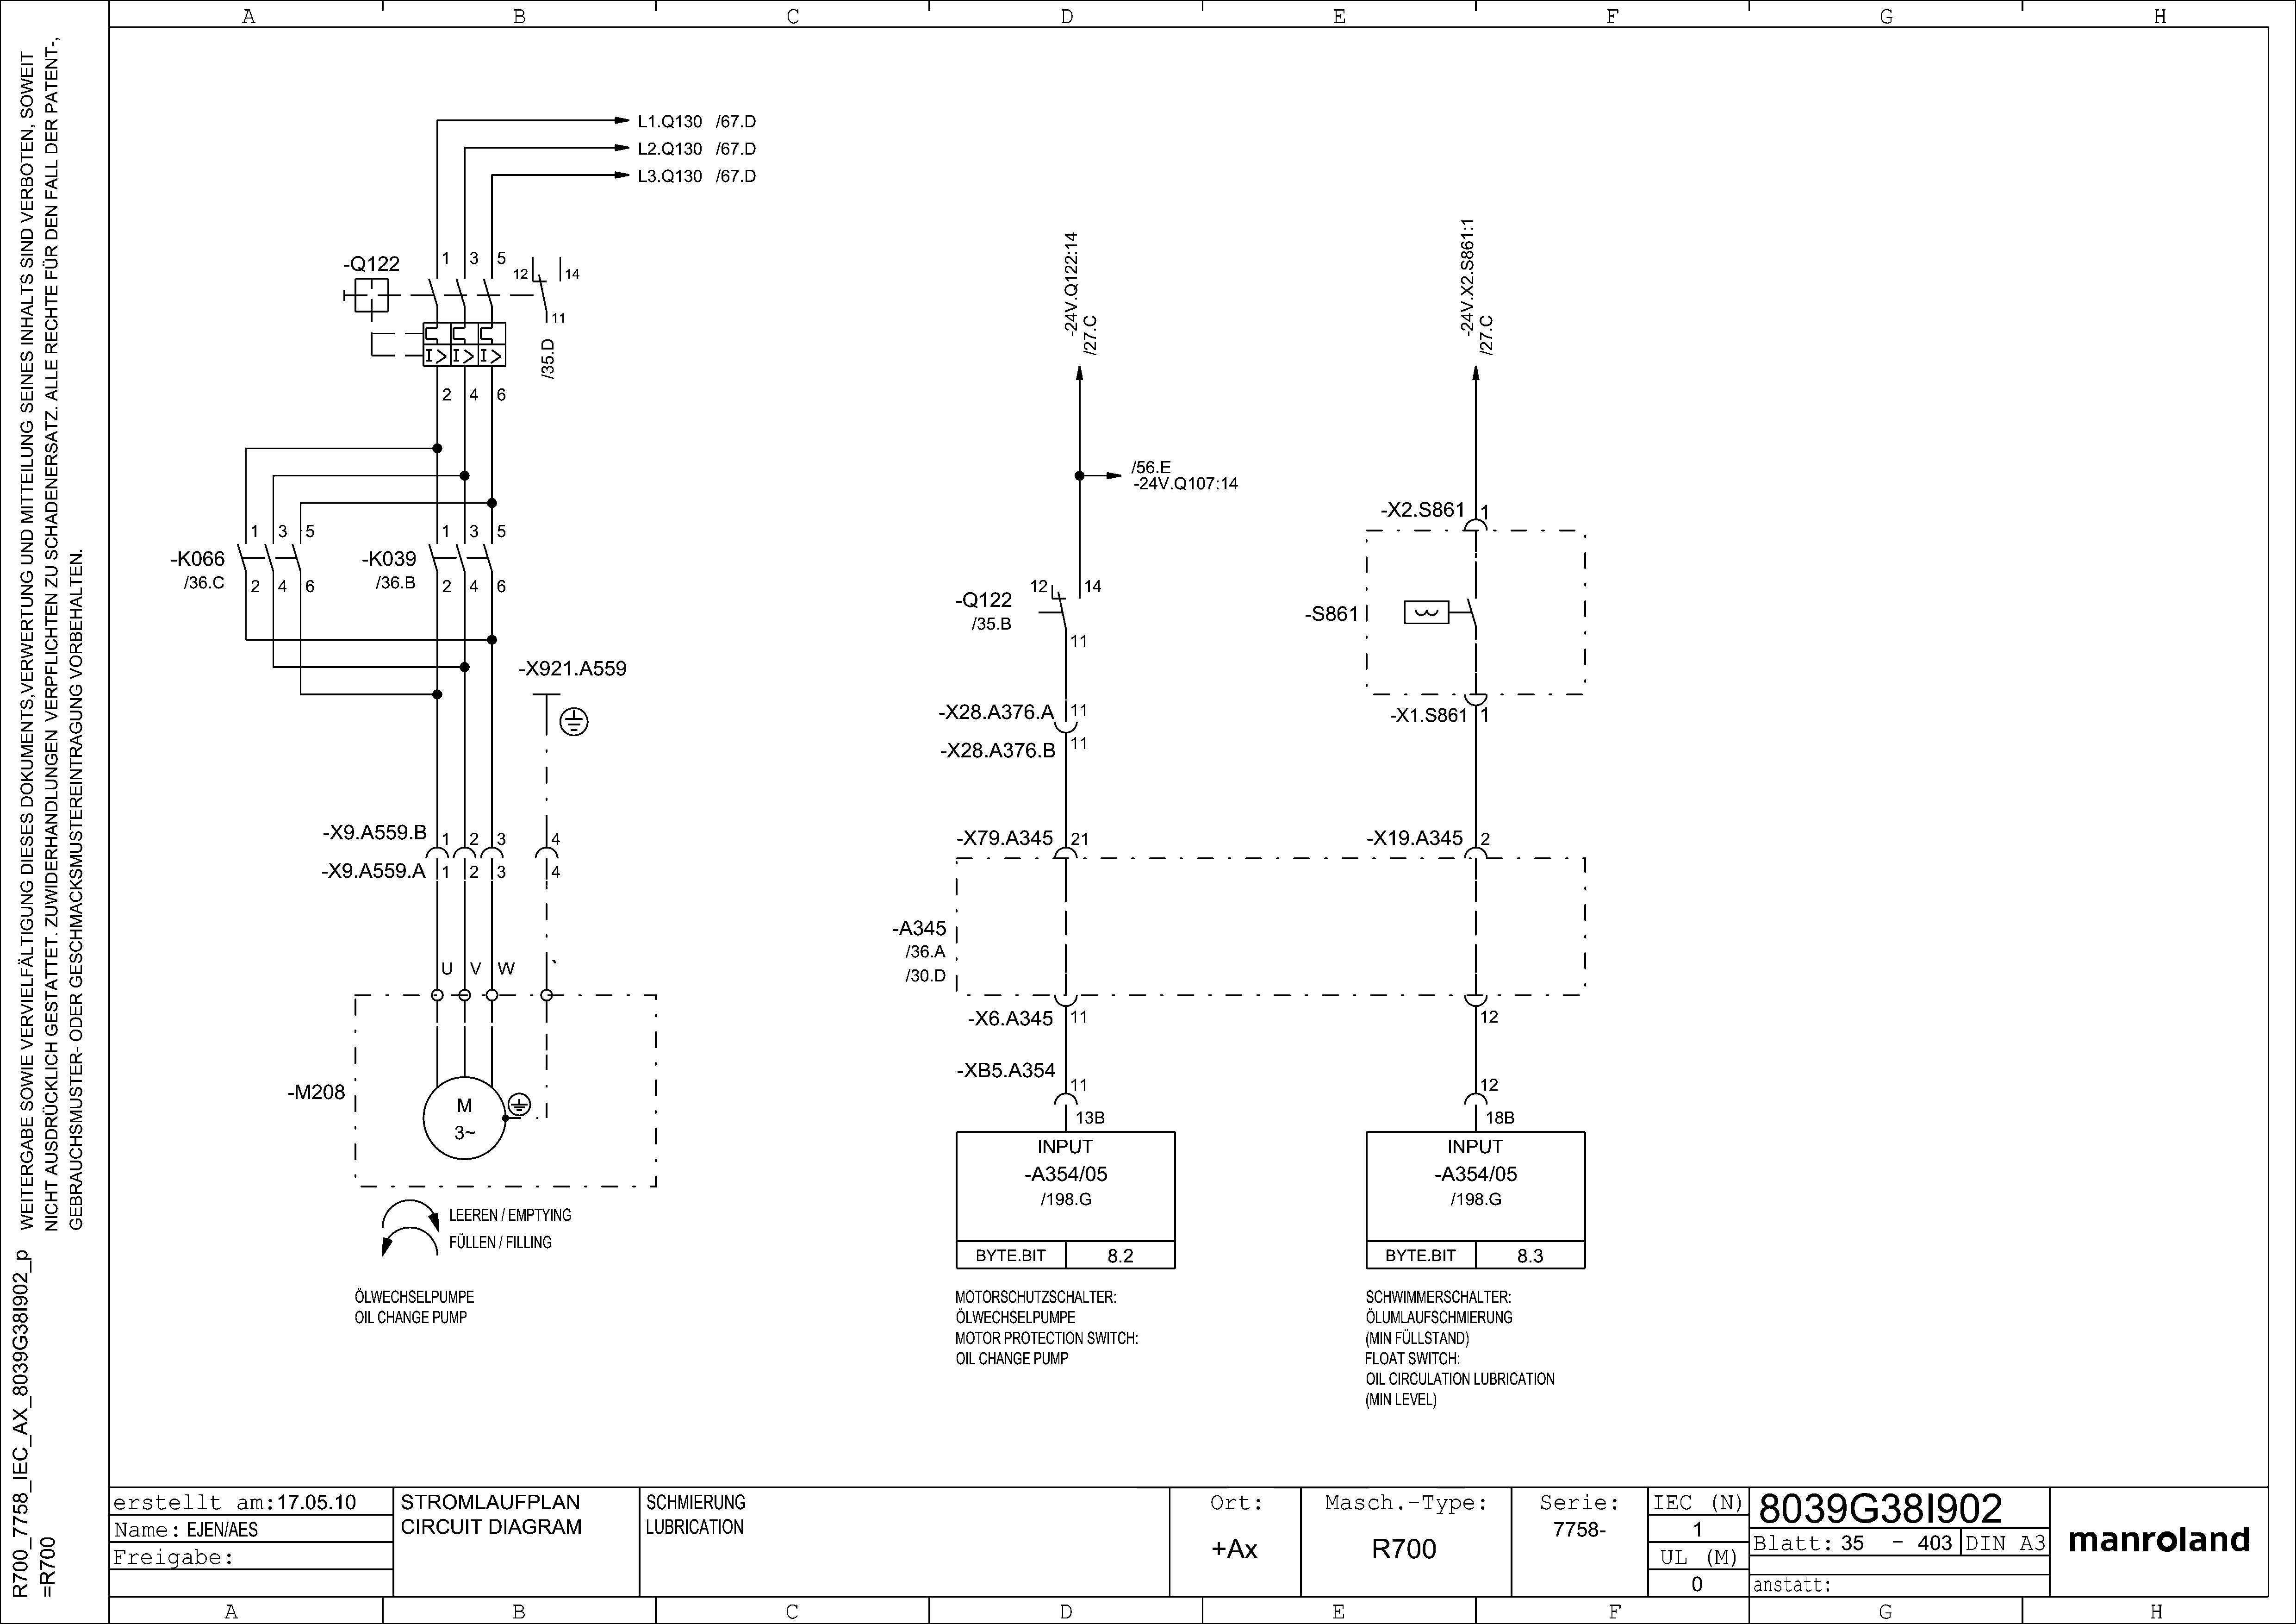 A B C D E F G H
WEITERGABE SOWIE VERVIELFÄLTIGUNG DIESES DOKUMENTS,VERWERTUNG UND MITTEILUNG SEINES INHALTS SIND VERBOTEN, SOWEIT
NICHT AUSDRÜCKLICH GESTATTET. ZUWIDERHANDLUNGEN VERPFLICHTEN ZU SCHADENERSATZ. ALLE RECHTE FÜR DEN FALL DER PATENT-,
GEBRAUCHSMUSTER- ODER GESCHMACKSMUSTEREINTRAGUNG VORBEHALTEN.
R700_7758_IEC_AX_8039G38I902_p
=R700
L1.Q130 /67.D
L2.Q130 /67.D
L3.Q130 /67.D
-Q122
1 3 5
12 14
11
/35.D
I> I> I>
2 4 6
1 3 5
1 3 5
-K066
/36.C
2 4 6
-K039
/36.B
2 4 6
-X921.A559
-X9.A559.B 1 2 3 4
-X9.A559.A 1 2 3 4
U V W
-M208
M
3~
LEEREN / EMPTYING
FÜLLEN / FILLING
ÖLWECHSELPUMPE
OIL CHANGE PUMP
-24V.Q122:14
/27.C
/56.E
-24V.Q107:14
12 14
-Q122
/35.B
11
-X28.A376.A 11
-X28.A376.B 11
-X79.A345 21
-A345
/36.A
/30.D
-X6.A345 11
-XB5.A354
11
13B
INPUT
-A354/05
/198.G
BYTE.BIT 8.2
MOTORSCHUTZSCHALTER:
ÖLWECHSELPUMPE
MOTOR PROTECTION SWITCH:
OIL CHANGE PUMP
-24V.X2.S861:1
/27.C
-X2.S861 1
-S861
-X1.S861 1
-X19.A345 2
12
12
18B
INPUT
-A354/05
/198.G
BYTE.BIT 8.3
SCHWIMMERSCHALTER:
ÖLUMLAUFSCHMIERUNG
(MIN FÜLLSTAND)
FLOAT SWITCH:
OIL CIRCULATION LUBRICATION
(MIN LEVEL)
erstellt am:17.05.10
Name: EJEN/AES
Freigabe:
STROMLAUFPLAN
CIRCUIT DIAGRAM
SCHMIERUNG
LUBRICATION
Ort:
+Ax
Masch.-Type:
R700
Serie:
7758-
IEC (N)
1
UL (M)
0
8039G38I902
Blatt: 35 - 403 DIN A3
anstatt:
manroland
A B C D E F G H